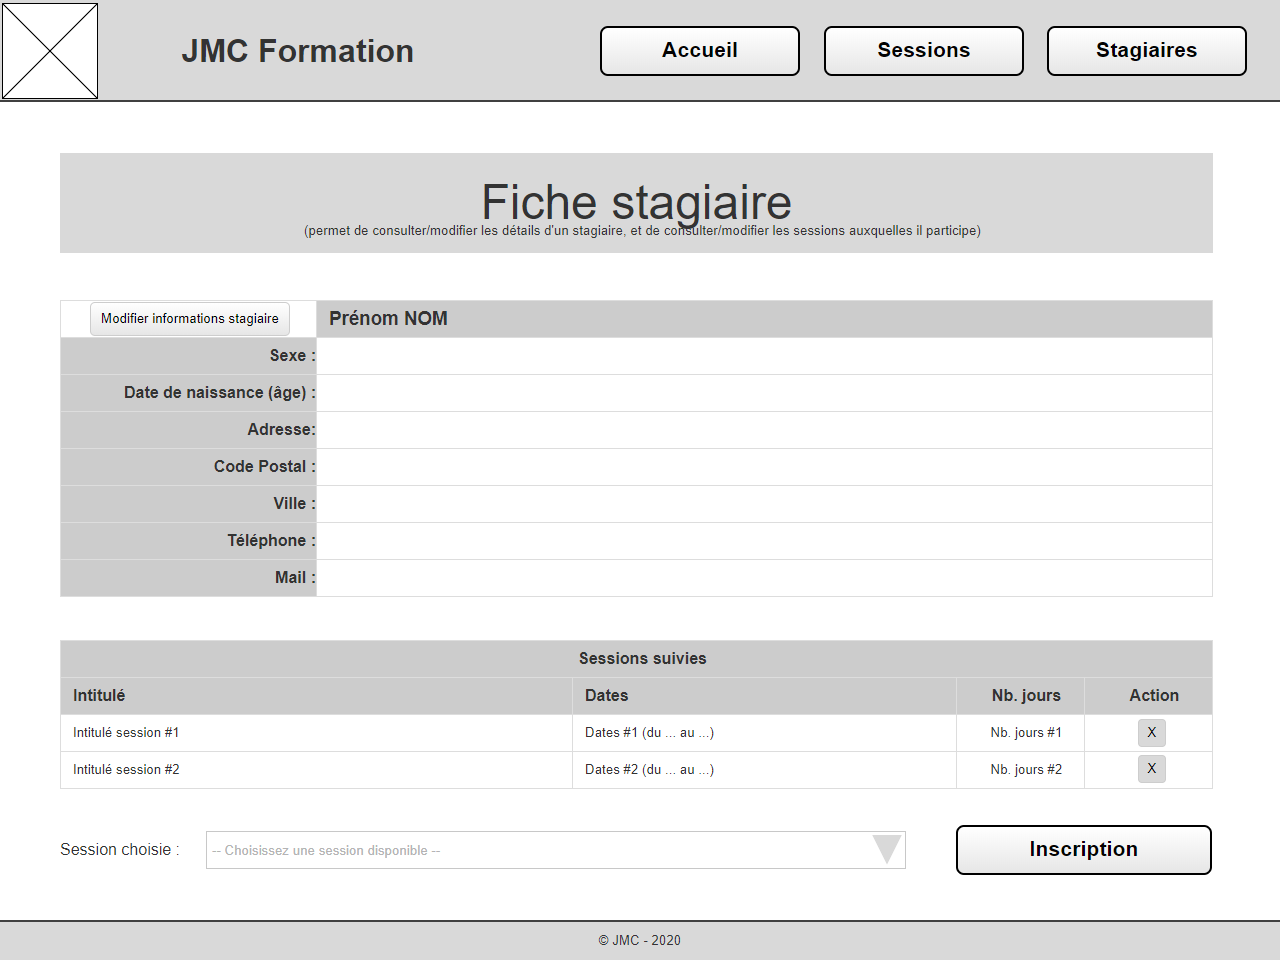 JMC Formation
Accueil
Sessions
Stagiaires
Fiche stagiaire
(permet de consulter/modifier les détails d'un stagiaire, et de consulter/modifier les sessions auxquelles il participe)
Modifier informations stagiaire
Prénom NOM
Sexe :
Date de naissance (âge) :
Adresse:
Code Postal :
Ville :
Téléphone :
Mail :
Sessions suivies
Intitulé Dates Nb. jours Action
Intitulé session #1 Dates #1 (du ... au ...) Nb. jours #1 X
Intitulé session #2 Dates #2 (du ... au ...) Nb. jours #2 X
Session choisie : -- Choisissez une session disponible -- Inscription
© JMC - 2020